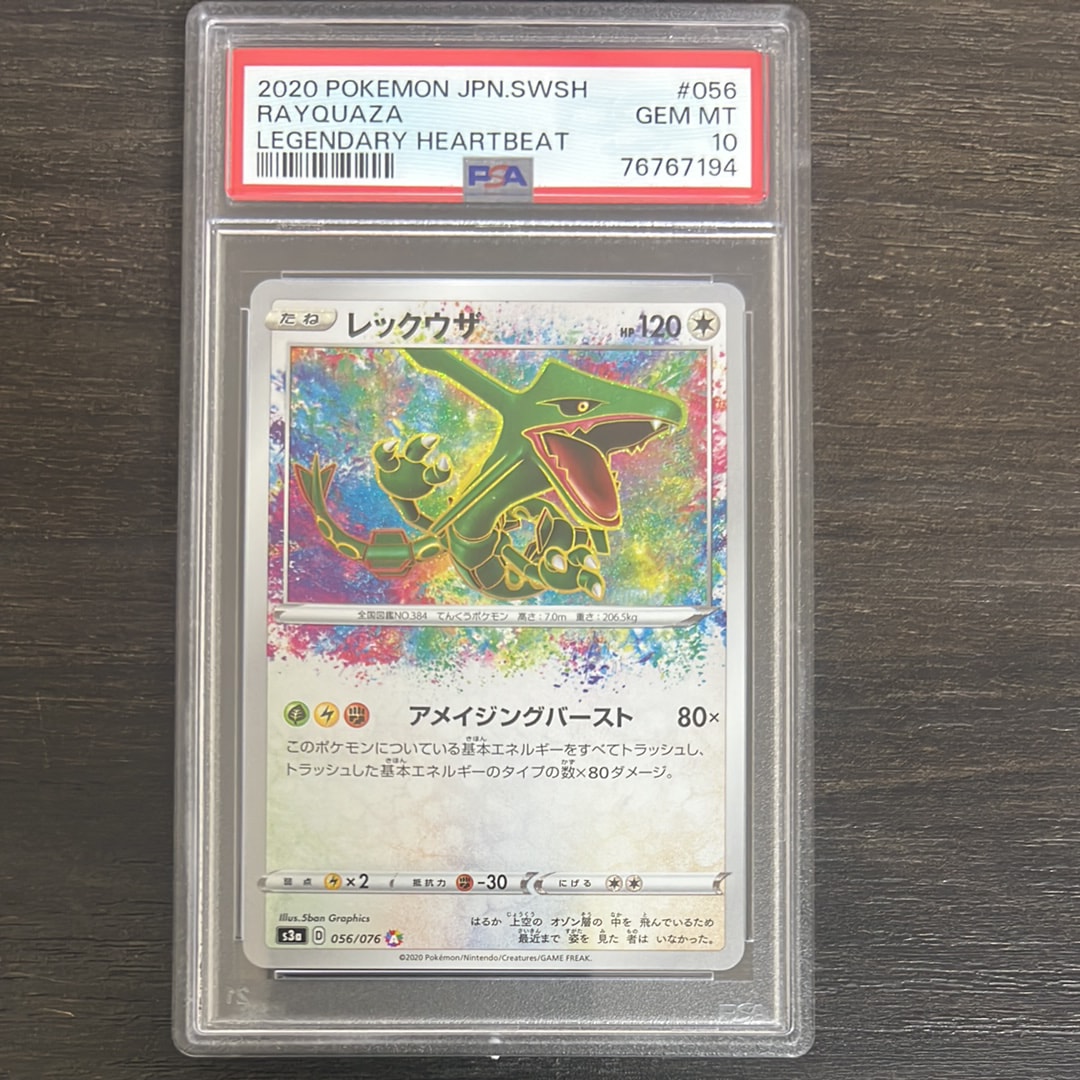 2020 POKEMON JPN.SWSH #056
RAYQUAZA GEM MT
LEGENDARY HEARTBEAT 10
PSA 76767194
たね レックウザ HP 120
全国図鑑NO.384 てんくうポケモン 高さ:7.0m 重さ:206.5kg
アメイジングバースト 80×
このポケモンについている基本エネルギーをすべてトラッシュし、
トラッシュした基本エネルギーのタイプの数×80ダメージ。
弱点 ×2 抵抗力 -30 にげる
Illus.5ban Graphics
はるか 上空の オゾン層の 中を 飛んでいるため
最近まで 姿を 見た 者は いなかった。
s3a D 056/076 A
©2020 Pokémon/Nintendo/Creatures/GAME FREAK.